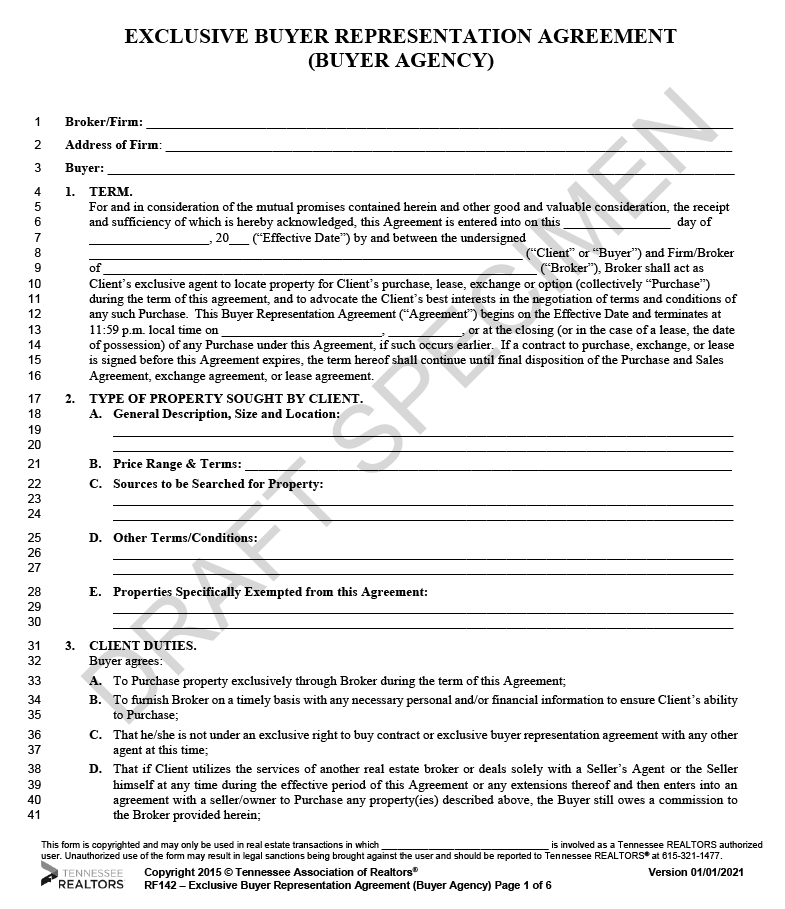 EXCLUSIVE BUYER REPRESENTATION AGREEMENT
(BUYER AGENCY)
1 Broker/Firm: ____________________
2 Address of Firm: ____________________
3 Buyer: ____________________
4 1. TERM.
5 For and in consideration of the mutual promises contained herein and other good and valuable consideration, the receipt
6 and sufficiency of which is hereby acknowledged, this Agreement is entered into on this ________________ day of
7 __________________, 20___ (“Effective Date”) by and between the undersigned
8 ____________________ (“Client” or “Buyer”) and Firm/Broker
9 of ____________________ (“Broker”), Broker shall act as
10 Client’s exclusive agent to locate property for Client’s purchase, lease, exchange or option (collectively “Purchase”)
11 during the term of this agreement, and to advocate the Client’s best interests in the negotiation of terms and conditions of
12 any such Purchase. This Buyer Representation Agreement (“Agreement”) begins on the Effective Date and terminates at
13 11:59 p.m. local time on ____________________, ___________, or at the closing (or in the case of a lease, the date
14 of possession) of any Purchase under this Agreement, if such occurs earlier. If a contract to purchase, exchange, or lease
15 is signed before this Agreement expires, the term hereof shall continue until final disposition of the Purchase and Sales
16 Agreement, exchange agreement, or lease agreement.
17 2. TYPE OF PROPERTY SOUGHT BY CLIENT.
18 A. General Description, Size and Location:
19 ____________________
20 ____________________
21 B. Price Range & Terms: ____________________
22 C. Sources to be Searched for Property:
23 ____________________
24 ____________________
25 D. Other Terms/Conditions:
26 ____________________
27 ____________________
28 E. Properties Specifically Exempted from this Agreement:
29 ____________________
30 ____________________
31 3. CLIENT DUTIES.
32 Buyer agrees:
33 A. To Purchase property exclusively through Broker during the term of this Agreement;
34 B. To furnish Broker on a timely basis with any necessary personal and/or financial information to ensure Client’s ability
35 to Purchase;
36 C. That he/she is not under an exclusive right to buy contract or exclusive buyer representation agreement with any other
37 agent at this time;
38 D. That if Client utilizes the services of another real estate broker or deals solely with a Seller’s Agent or the Seller
39 himself at any time during the effective period of this Agreement or any extensions thereof and then enters into an
40 agreement with a seller/owner to Purchase any property(ies) described above, the Buyer still owes a commission to
41 the Broker provided herein;
DRAFT SPECIMEN
This form is copyrighted and may only be used in real estate transactions in which ____________________ is involved as a Tennessee REALTORS authorized
user. Unauthorized use of the form may result in legal sanctions being brought against the user and should be reported to Tennessee REALTORS® at 615-321-1477.
TENNESSEE
REALTORS
Copyright 2015 © Tennessee Association of Realtors® Version 01/01/2021
RF142 – Exclusive Buyer Representation Agreement (Buyer Agency) Page 1 of 6